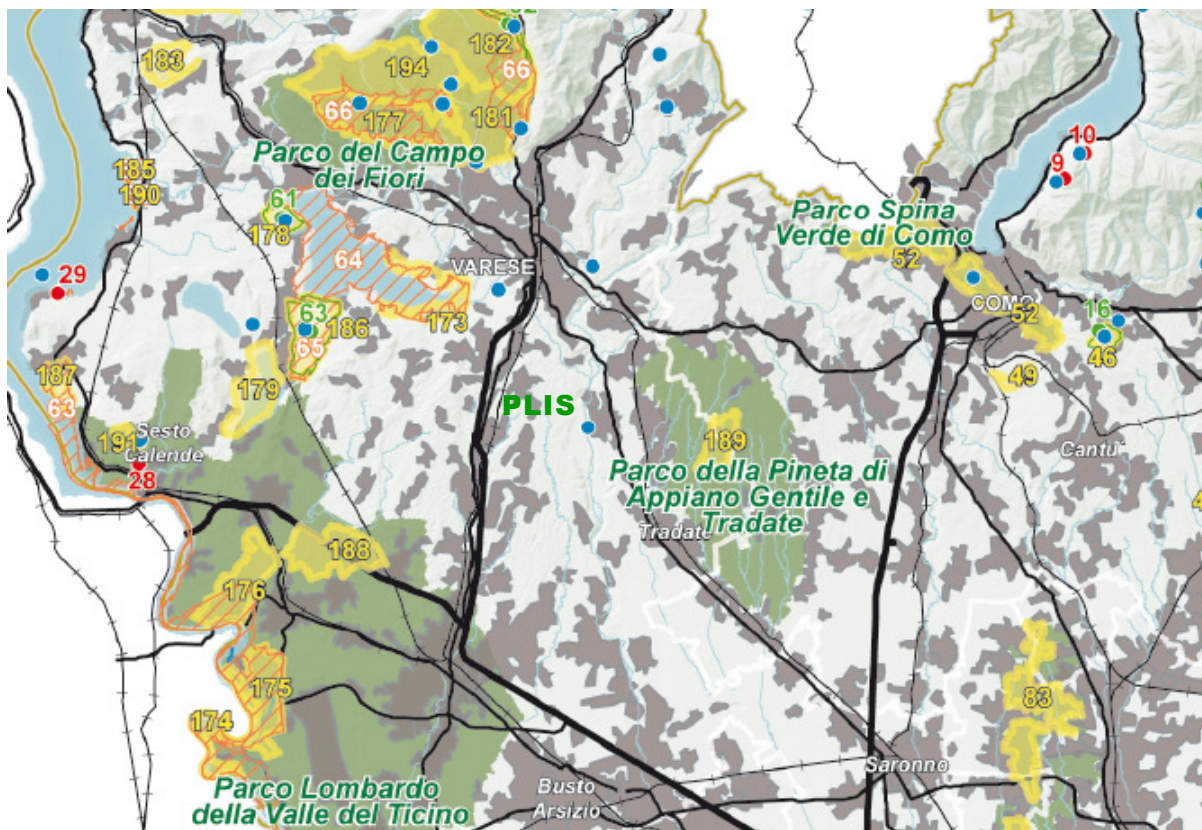 182
183
194
66
66
177
181
10
Parco del Campo
dei Fiori
9
185
190
61
178
Parco Spina
Verde di Como
52
64
VARESE
29
COMO
63
186
173
16
52
65
46
187
179
49
63
PLIS
191
Sesto
Calende
189
Cantù
28
Parco della Pineta di
Appiano Gentile e
Tradate
Tradate
188
176
175
83
174
Saronno
Parco Lombardo
della Valle del Ticino
Busto
Arsizio